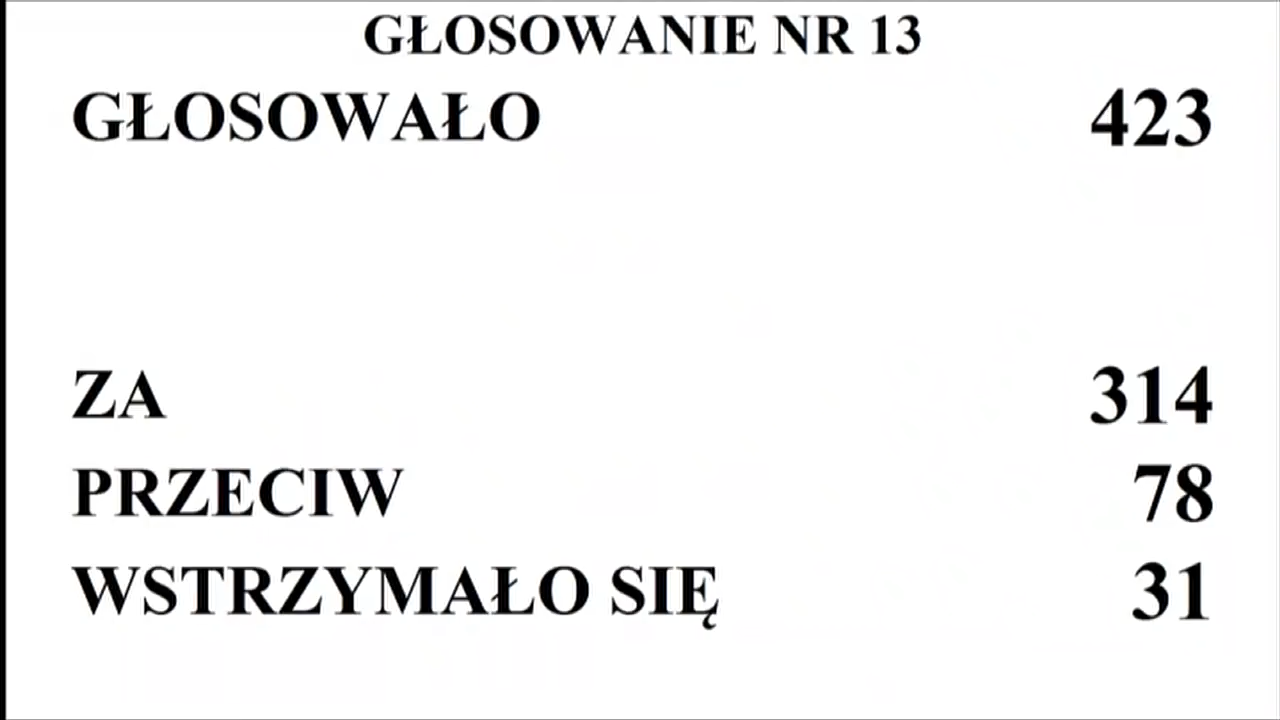 GŁOSOWANIE NR 13
GŁOSOWAŁO 423
ZA 314
PRZECIW 78
WSTRZYMAŁO SIĘ 31